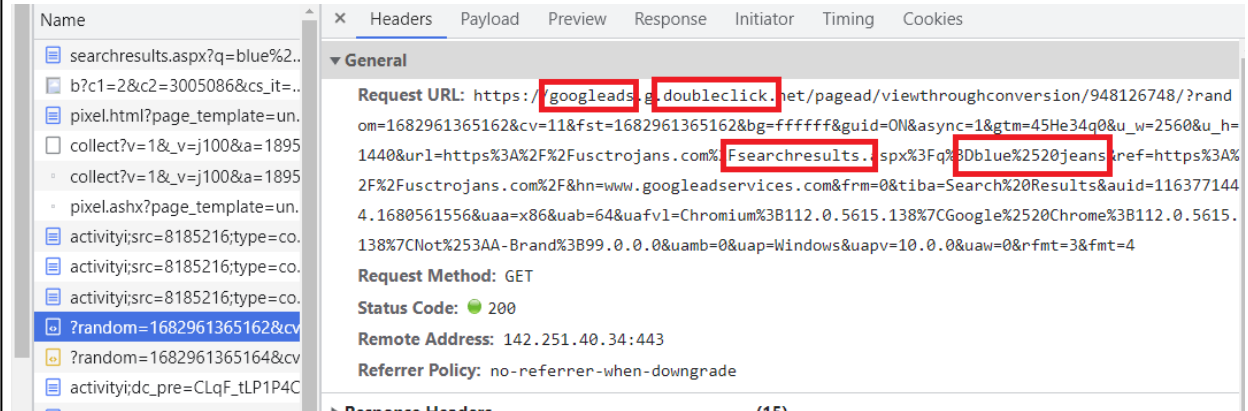 Name
searchresults.aspx?q=blue%2...
b?c1=2&c2=3005086&cs_it=...
pixel.html?page_template=un.
collect?v=1&_v=j100&a=1895
collect?v=1&_v=j100&a=1895
pixel.ashx?page_template=un.
activityi;src=8185216;type=co.
activityi;src=8185216;type=co.
activityi;src=8185216;type=co.
?random=1682961365162&cv
?random=1682961365164&cv
activityi;dc_pre=CLqF_tLP1P4C
× Headers Payload Preview Response Initiator Timing Cookies
▼ General
Request URL: https://googleads.g.doubleclick.net/pagead/viewthroughconversion/948126748/?rand
om=1682961365162&cv=11&fst=1682961365162&bg=ffffff&guid=ON&async=1&gtm=45He34q0&u_w=2560&u_h=
1440&url=https%3A%2F%2Fusctrojans.com%2Fsearchresults.aspx%3Fq%3Dblue%2520jeans&ref=https%3A%
2F%2Fusctrojans.com%2F&hn=www.googleadservices.com&frm=0&tiba=Search%20Results&auid=116377144
4.1680561556&uaa=x86&uab=64&uafvl=Chromium%3B112.0.5615.138%7CGoogle%2520Chrome%3B112.0.5615.
138%7CNot%253AA-Brand%3B99.0.0.0&uamb=0&uap=Windows&uapv=10.0.0&uaw=0&rfmt=3&fmt=4
Request Method: GET
Status Code: 200
Remote Address: 142.251.40.34:443
Referrer Policy: no-referrer-when-downgrade
Response Headers (15)